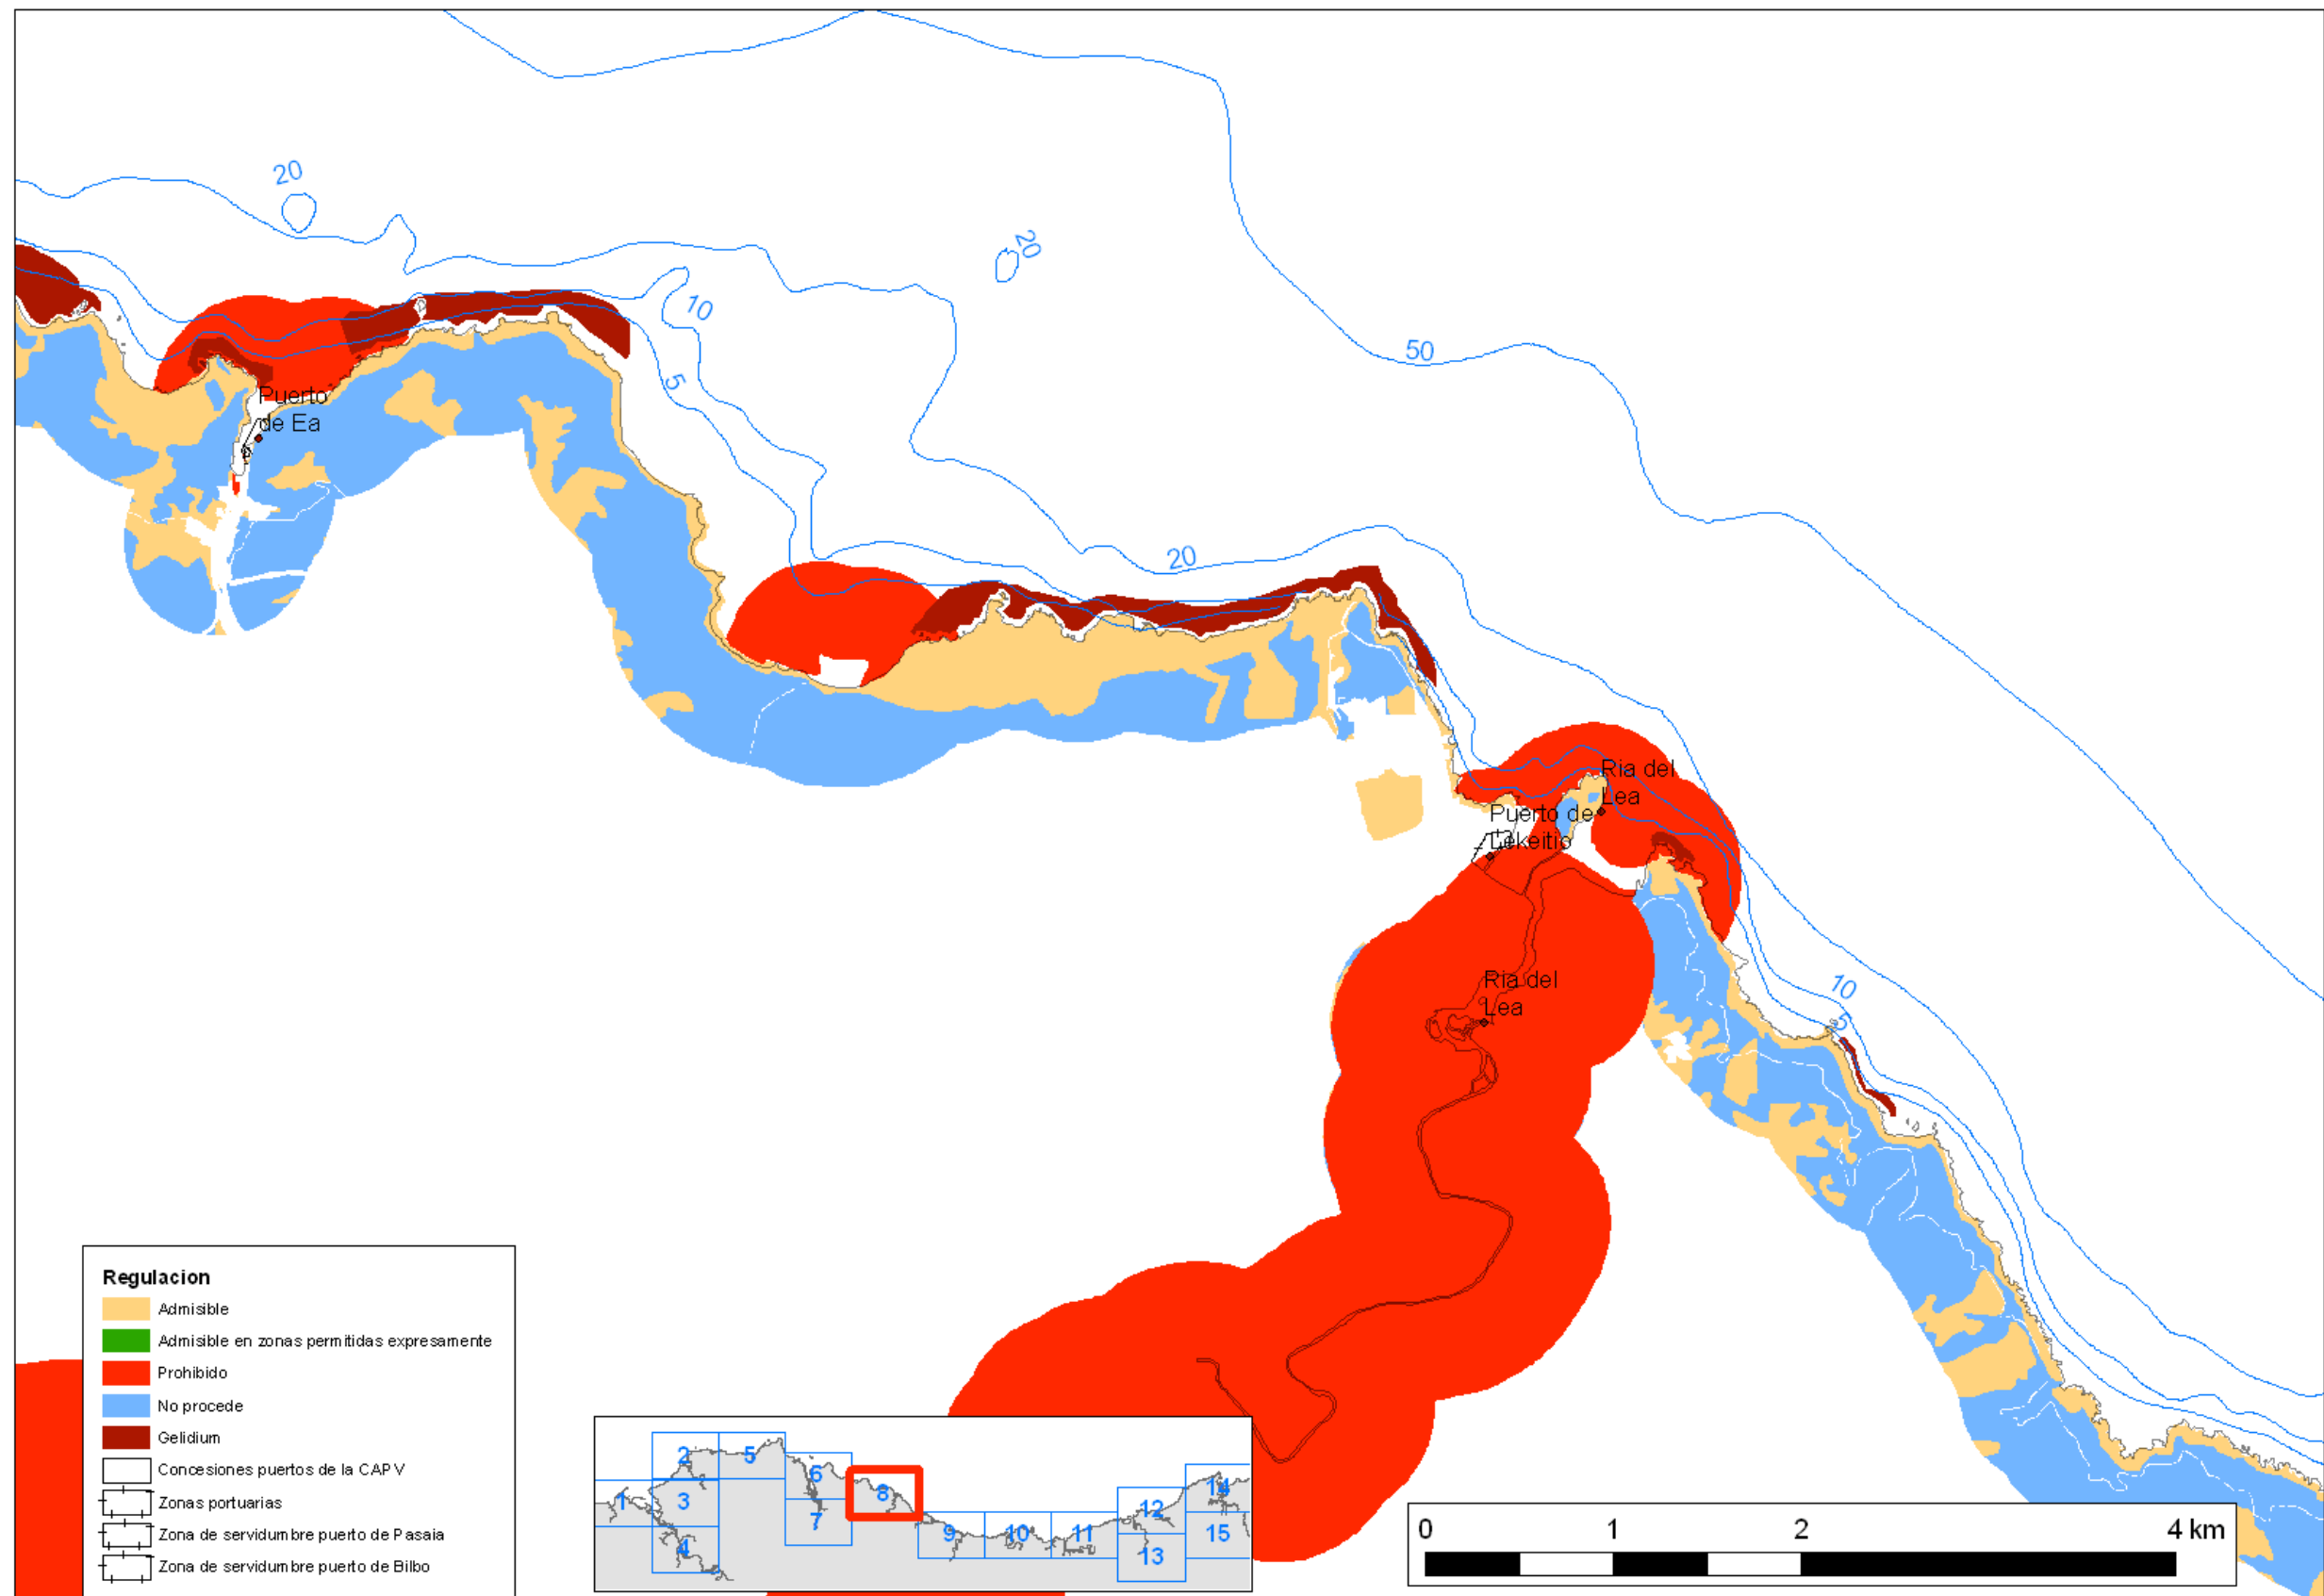 20
20
10
50
5
Puerto
de Ea
20
Ria del
Lea
Puerto de
Lekeitio
Ria del
Lea
10
5
Regulacion
Admisible
Admisible en zonas permitidas expresamente
Prohibido
No procede
Gelidium
Concesiones puertos de la CAPV
Zonas portuarias
Zona de servidumbre puerto de Pasaia
Zona de servidumbre puerto de Bilbo
2
5
6
8
14
1
3
12
7
9
10
11
15
4
13
0 1 2 4 km